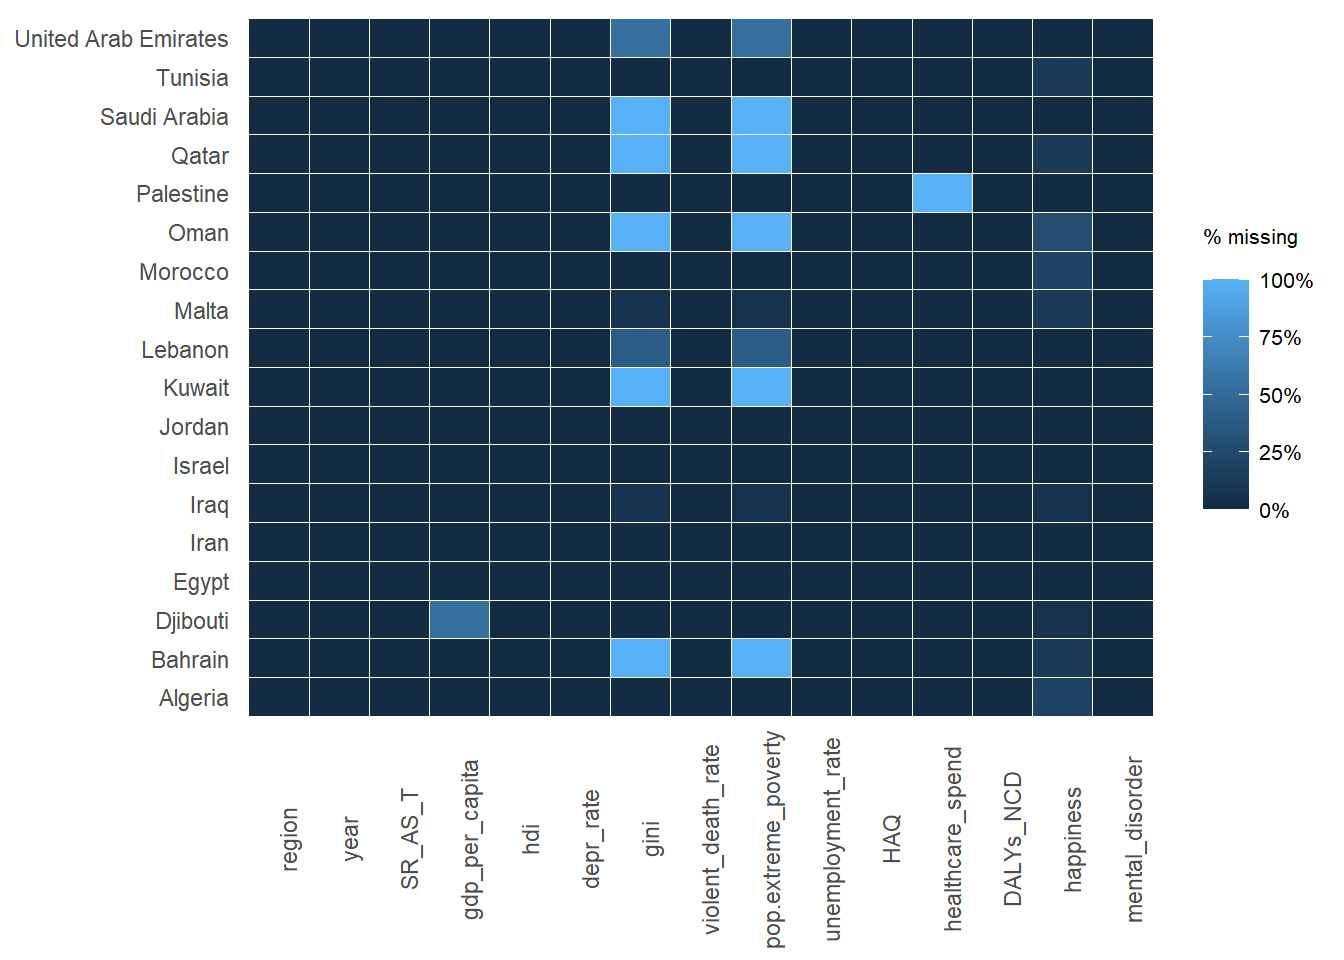 United Arab Emirates
Tunisia
Saudi Arabia
Qatar
Palestine
Oman
Morocco
Malta
Lebanon
Kuwait
Jordan
Israel
Iraq
Iran
Egypt
Djibouti
Bahrain
Algeria
% missing
100%
75%
50%
25%
0%
region
year
SR_AS_T
gdp_per_capita
hdi
depr_rate
gini
violent_death_rate
pop.extreme_poverty
unemployment_rate
HAQ
healthcare_spend
DALYs_NCD
happiness
mental_disorder